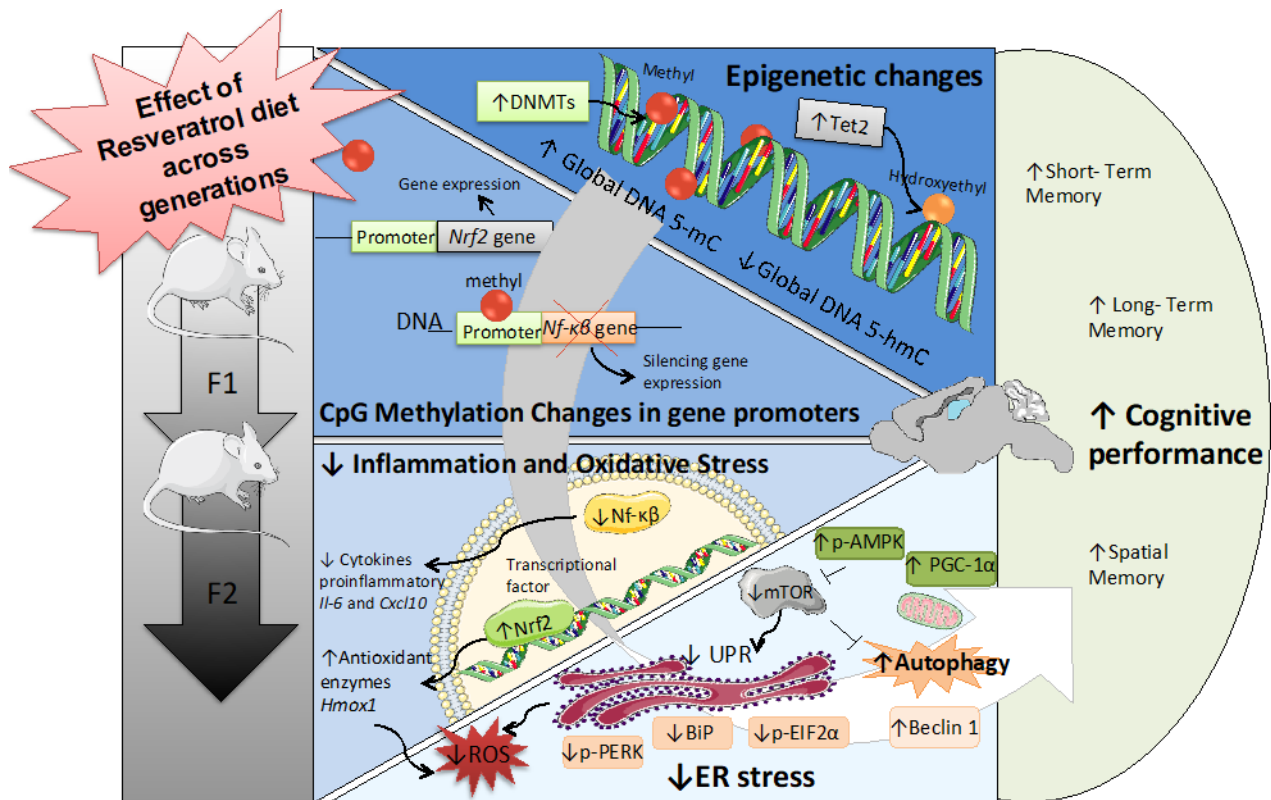 Effect of
Resveratrol diet
across
generations
F1
F2
Epigenetic changes
Methyl
↑DNMTs
↑Tet2
Hydroxyethyl
↑ Global DNA 5-mC
↓ Global DNA 5-hmC
Gene expression
Promoter Nrf2 gene
methyl
DNA Promoter Nf-κβ gene
Silencing gene
expression
CpG Methylation Changes in gene promoters
↓ Inflammation and Oxidative Stress
↓Nf-κβ
↓ Cytokines
proinflammatory
Il-6 and Cxcl10
Transcriptional
factor
↑Nrf2
↑Antioxidant
enzymes
Hmox1
↓ROS
↑p-AMPK
↑ PGC-1α
↓mTOR
↓ UPR
↑Autophagy
↑Beclin 1
↓p-EIF2α
↓BiP
↓p-PERK
↓ER stress
↑Short- Term
Memory
↑ Long- Term
Memory
↑ Cognitive
performance
↑Spatial
Memory